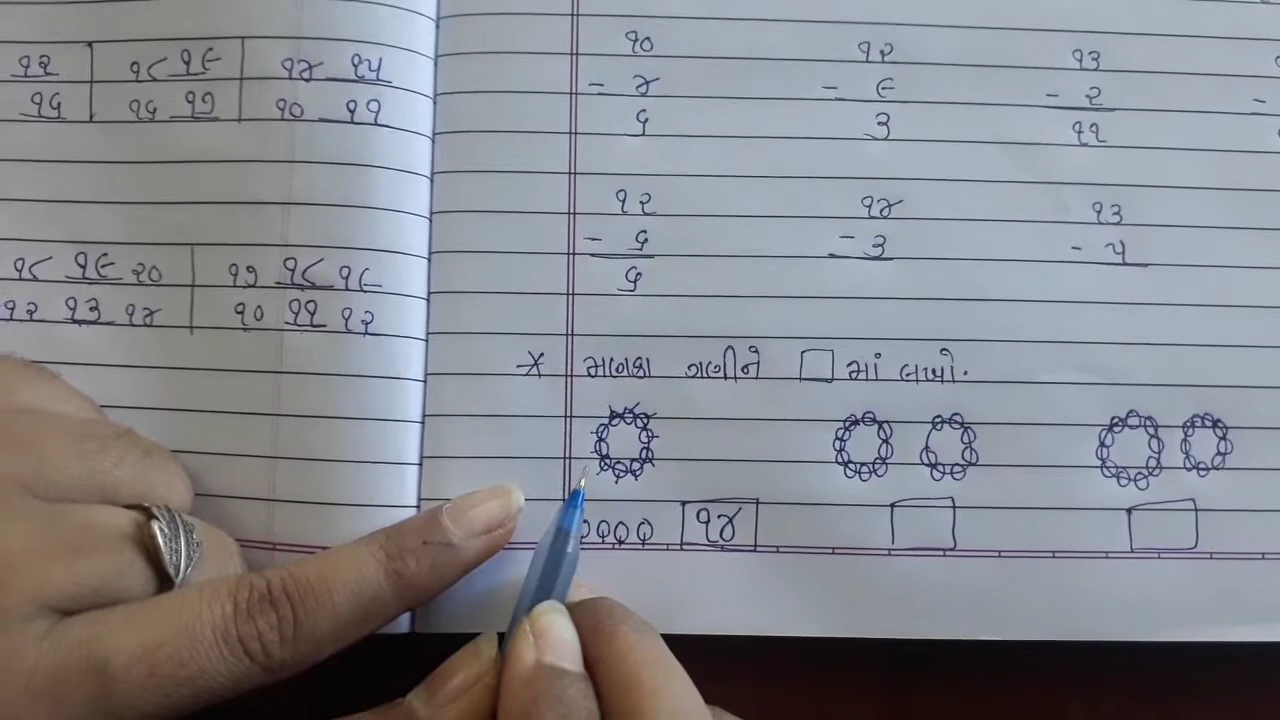 ૧૨ | ૧૮ ૧૯ | ૧૪ ૧૫
૧૬ | ૧૬ ૧૭ | ૧૦ ૧૧
૧૮ ૧૯ ૨૦ | ૧૭ ૧૮ ૧૯
૧૨ ૧૩ ૧૪ | ૧૦ ૧૧ ૧૨
૧૦ ૧૨ ૧૩
- ૪ - ૯ - ૨ -
૬ ૩ ૧૧
૧૨ ૧૪ ૧૩
- ૬ - ૩ - ૫
૬
* મણકા ગણીને □ માં લખો.
૧૪